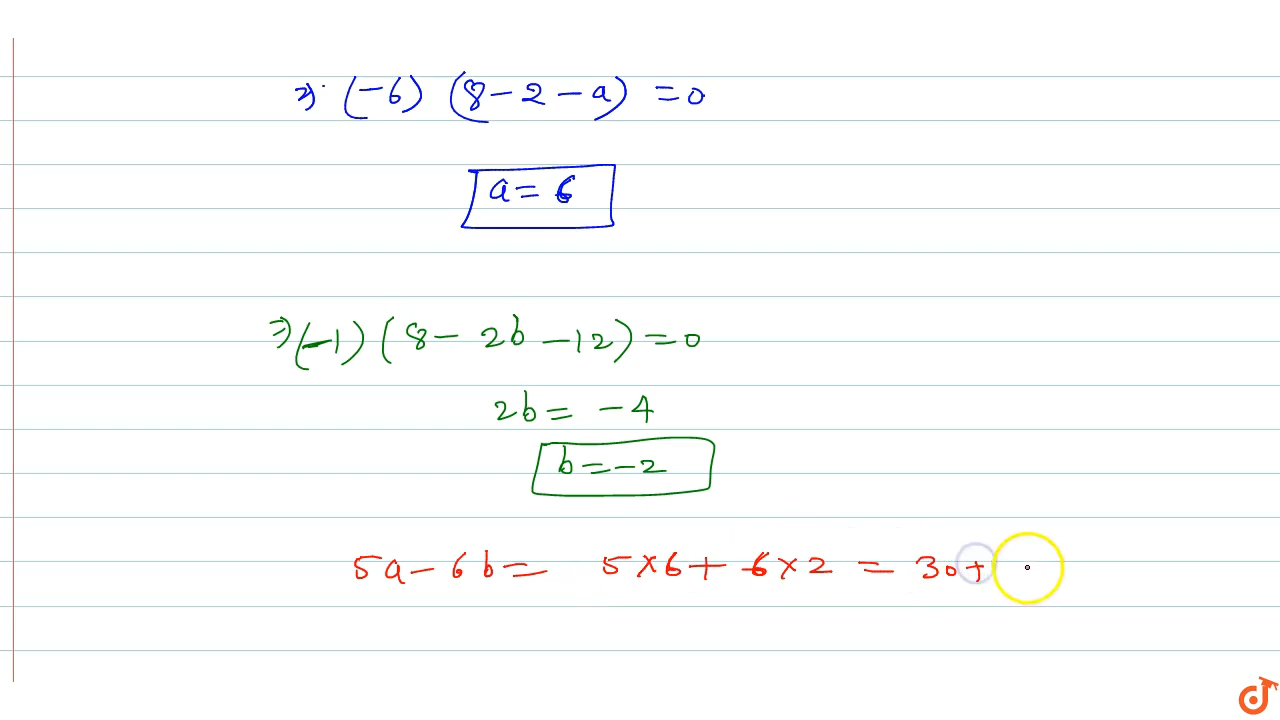 ⇒ (-6) (8-2-a) =0
a= 6
⇒ (-1) (8- 2b -12) =0
2b= -4
b=-2
5a-6b= 5×6+ 6×2 = 30+